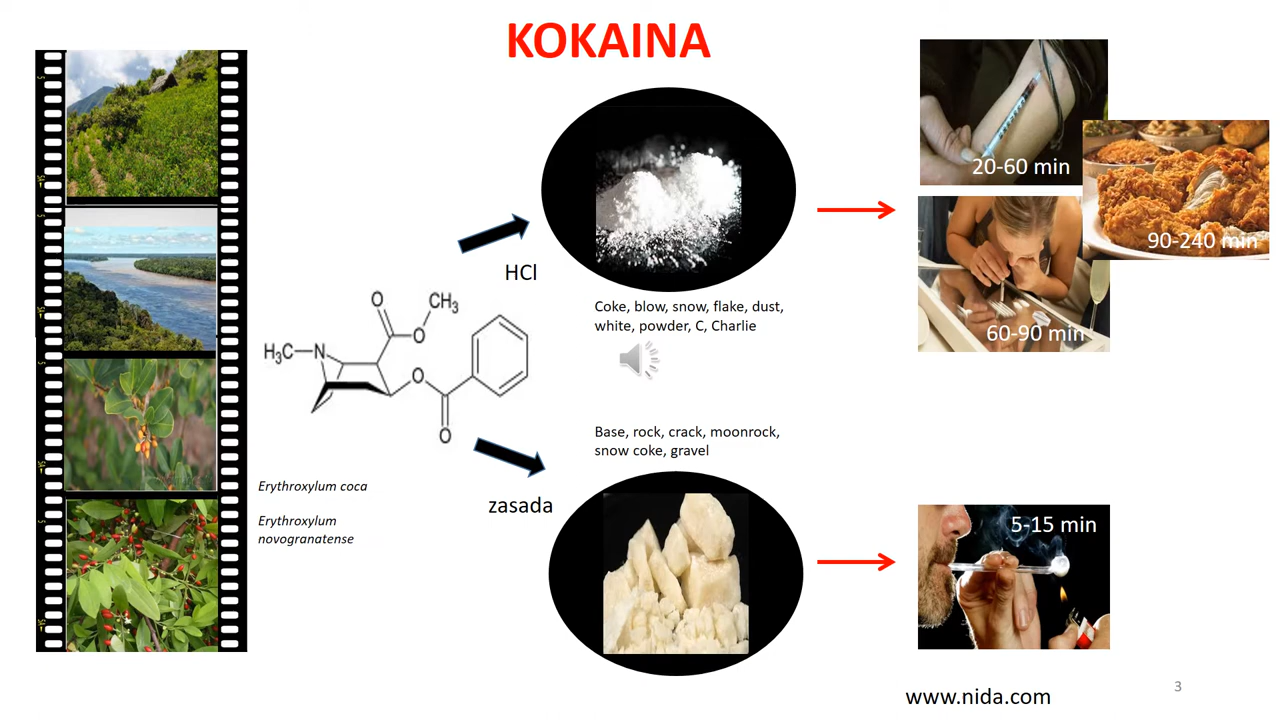 KOKAINA
HCl
Coke, blow, snow, flake, dust,
white, powder, C, Charlie
20-60 min
90-240 min
60-90 min
CH₃
O
O
H₃C
N
O
O
Base, rock, crack, moonrock,
snow coke, gravel
Erythroxylum coca
Erythroxylum
novogranatense
zasada
5-15 min
www.nida.com
3